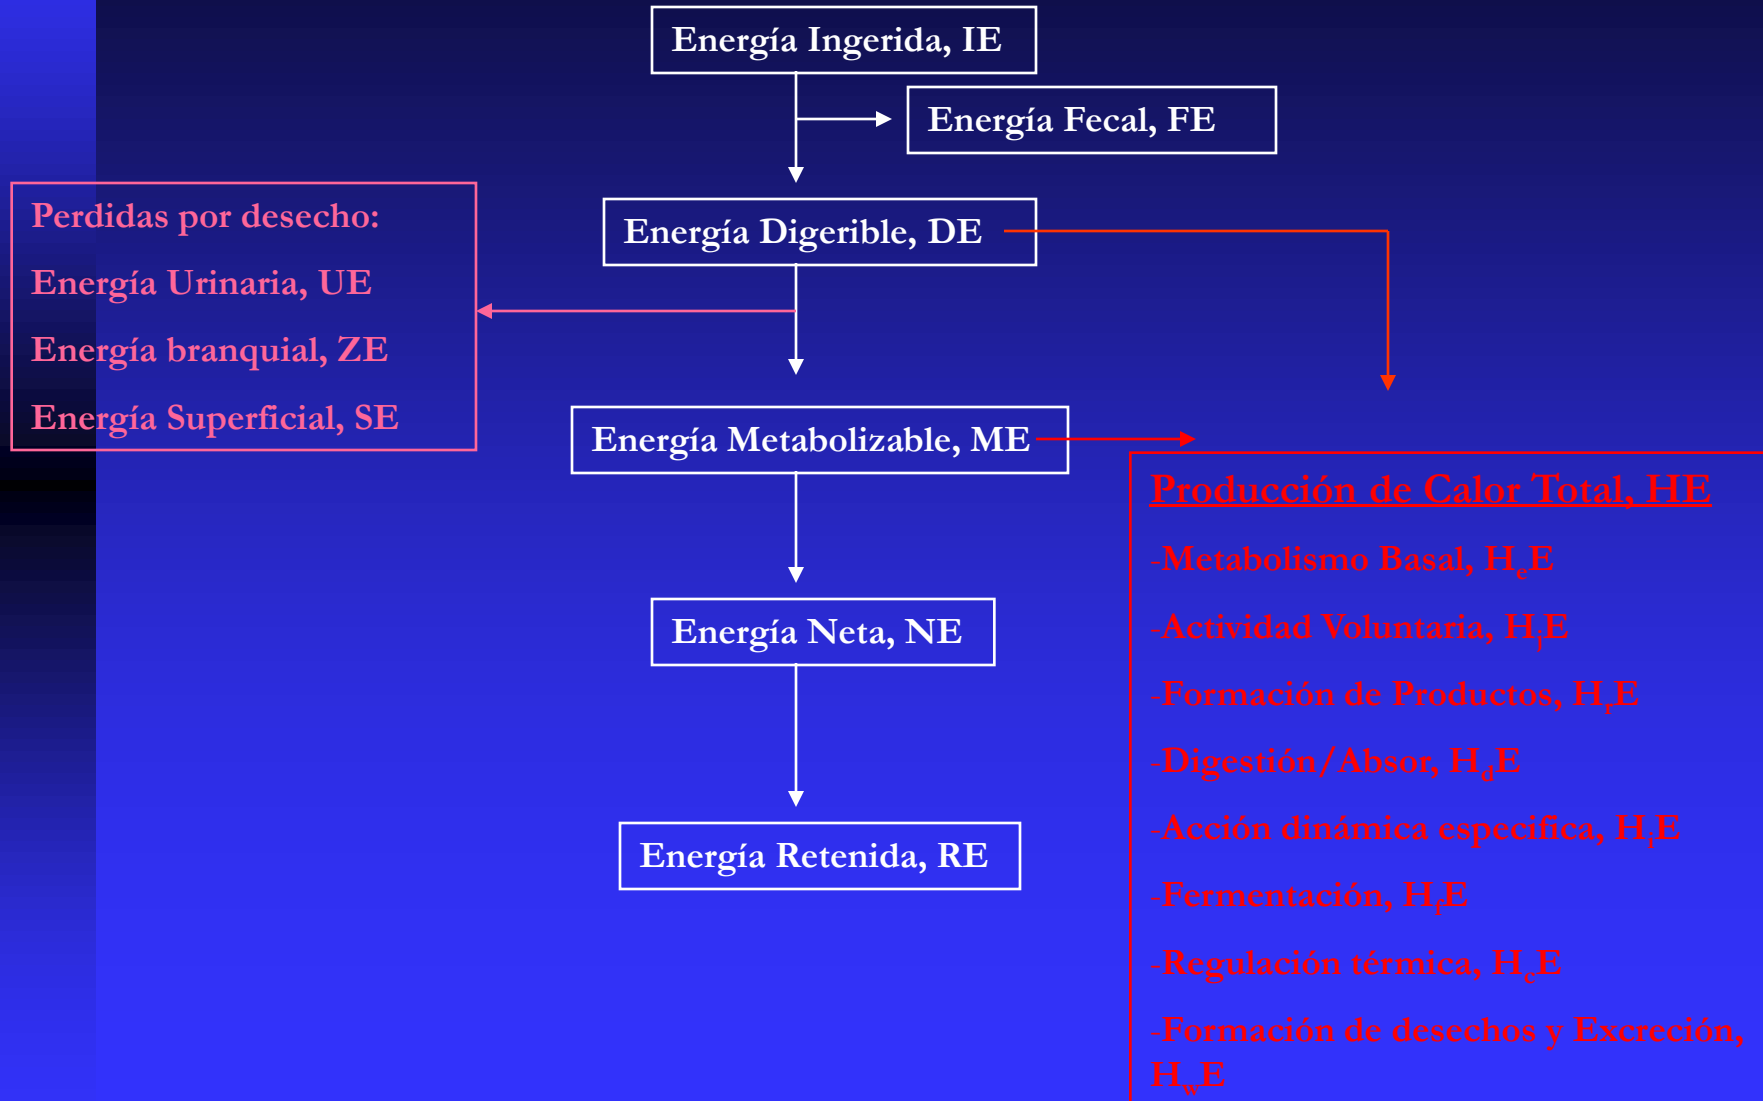 Energía Ingerida, IE
Energía Fecal, FE
Perdidas por desecho:
Energía Urinaria, UE
Energía branquial, ZE
Energía Superficial, SE
Energía Digerible, DE
Energía Metabolizable, ME
Energía Neta, NE
Energía Retenida, RE
Producción de Calor Total, HE
-Metabolismo Basal, HeE
-Actividad Voluntaria, HjE
-Formación de Productos, HrE
-Digestión/Absor, HdE
-Acción dinámica especifica, HiE
-Fermentación, HfE
-Regulación térmica, HcE
-Formación de desechos y Excreción,
HwE